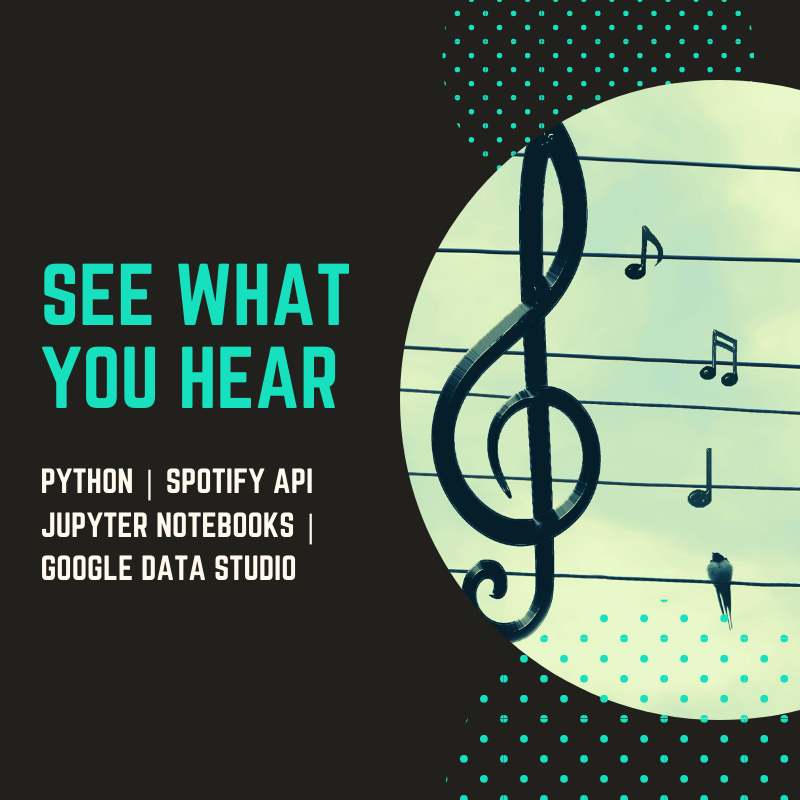 SEE WHAT
YOU HEAR
PYTHON | SPOTIFY API
JUPYTER NOTEBOOKS |
GOOGLE DATA STUDIO